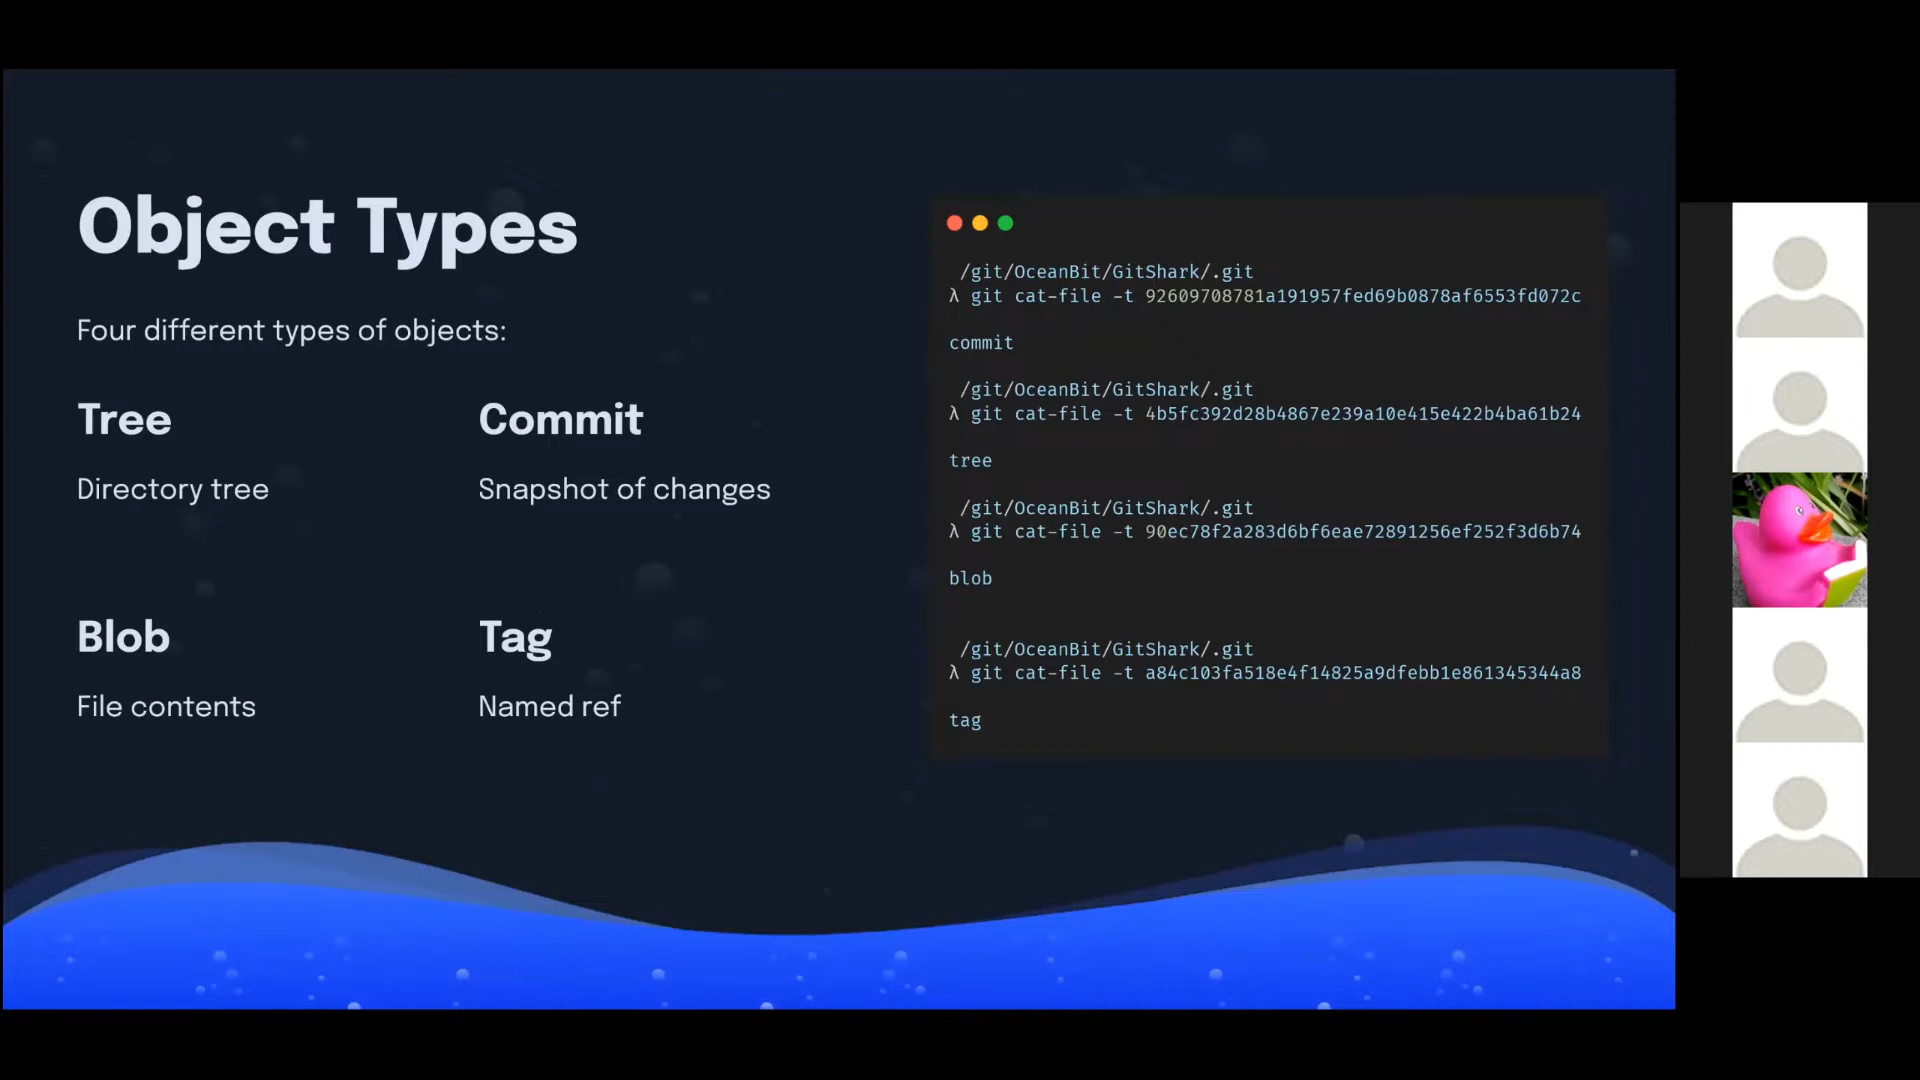 Object Types
Four different types of objects:
Tree
Directory tree
Commit
Snapshot of changes
Blob
File contents
Tag
Named ref
/git/OceanBit/GitShark/.git
λ git cat-file -t 92609708781a191957fed69b0878af6553fd072c
commit
/git/OceanBit/GitShark/.git
λ git cat-file -t 4b5fc392d28b4867e239a10e415e422b4ba61b24
tree
/git/OceanBit/GitShark/.git
λ git cat-file -t 90ec78f2a283d6bf6eae72891256ef252f3d6b74
blob
/git/OceanBit/GitShark/.git
λ git cat-file -t a84c103fa518e4f14825a9dfebb1e861345344a8
tag